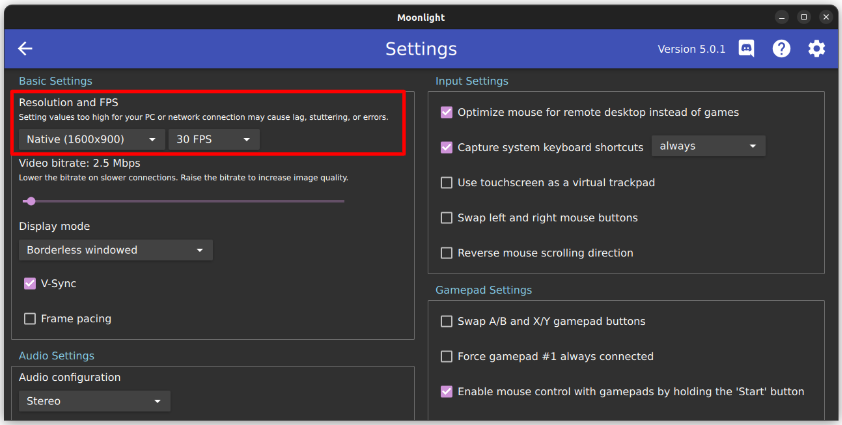 Moonlight
Settings
Version 5.0.1
Basic Settings
Resolution and FPS
Setting values too high for your PC or network connection may cause lag, stuttering, or errors.
Native (1600x900)
30 FPS
Video bitrate: 2.5 Mbps
Lower the bitrate on slower connections. Raise the bitrate to increase image quality.
Display mode
Borderless windowed
V-Sync
Frame pacing
Audio Settings
Audio configuration
Stereo
Input Settings
Optimize mouse for remote desktop instead of games
Capture system keyboard shortcuts
always
Use touchscreen as a virtual trackpad
Swap left and right mouse buttons
Reverse mouse scrolling direction
Gamepad Settings
Swap A/B and X/Y gamepad buttons
Force gamepad #1 always connected
Enable mouse control with gamepads by holding the 'Start' button